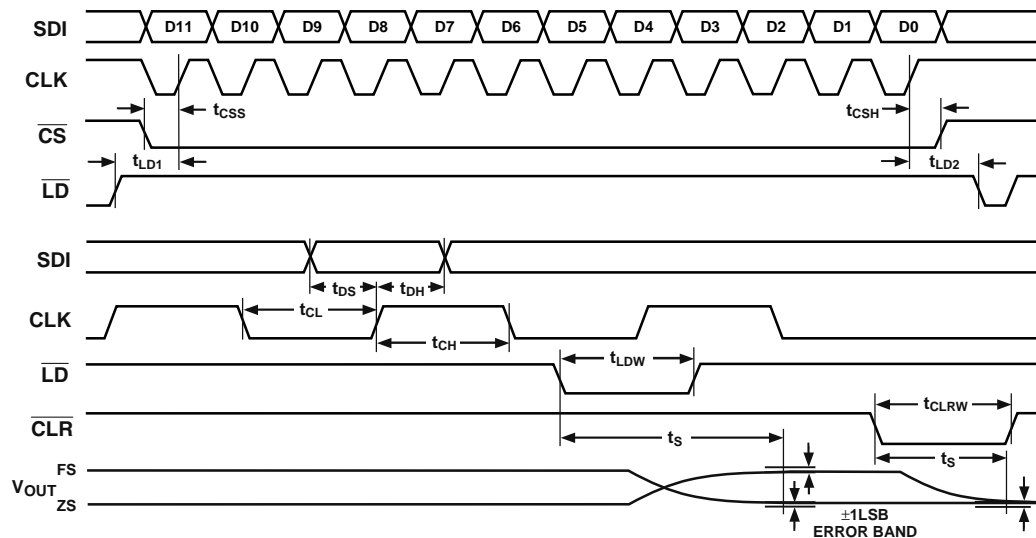 SDI D11 D10 D9 D8 D7 D6 D5 D4 D3 D2 D1 D0
CLK
tCSS tCSH
CS
tLD1 tLD2
LD
SDI
tDS tDH
tCL
CLK
tCH
tLDW
LD
tCLRW
CLR
tS tS
FS
VOUT
ZS
±1LSB
ERROR BAND